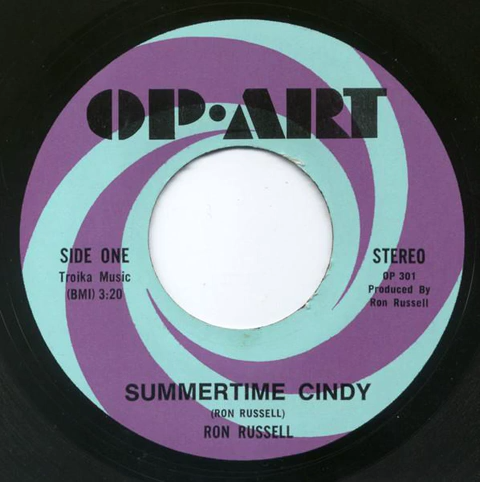 OP•ART
SIDE ONE
Troika Music
(BMI) 3:20
STEREO
OP 301
Produced By
Ron Russell
SUMMERTIME CINDY
(RON RUSSELL)
RON RUSSELL